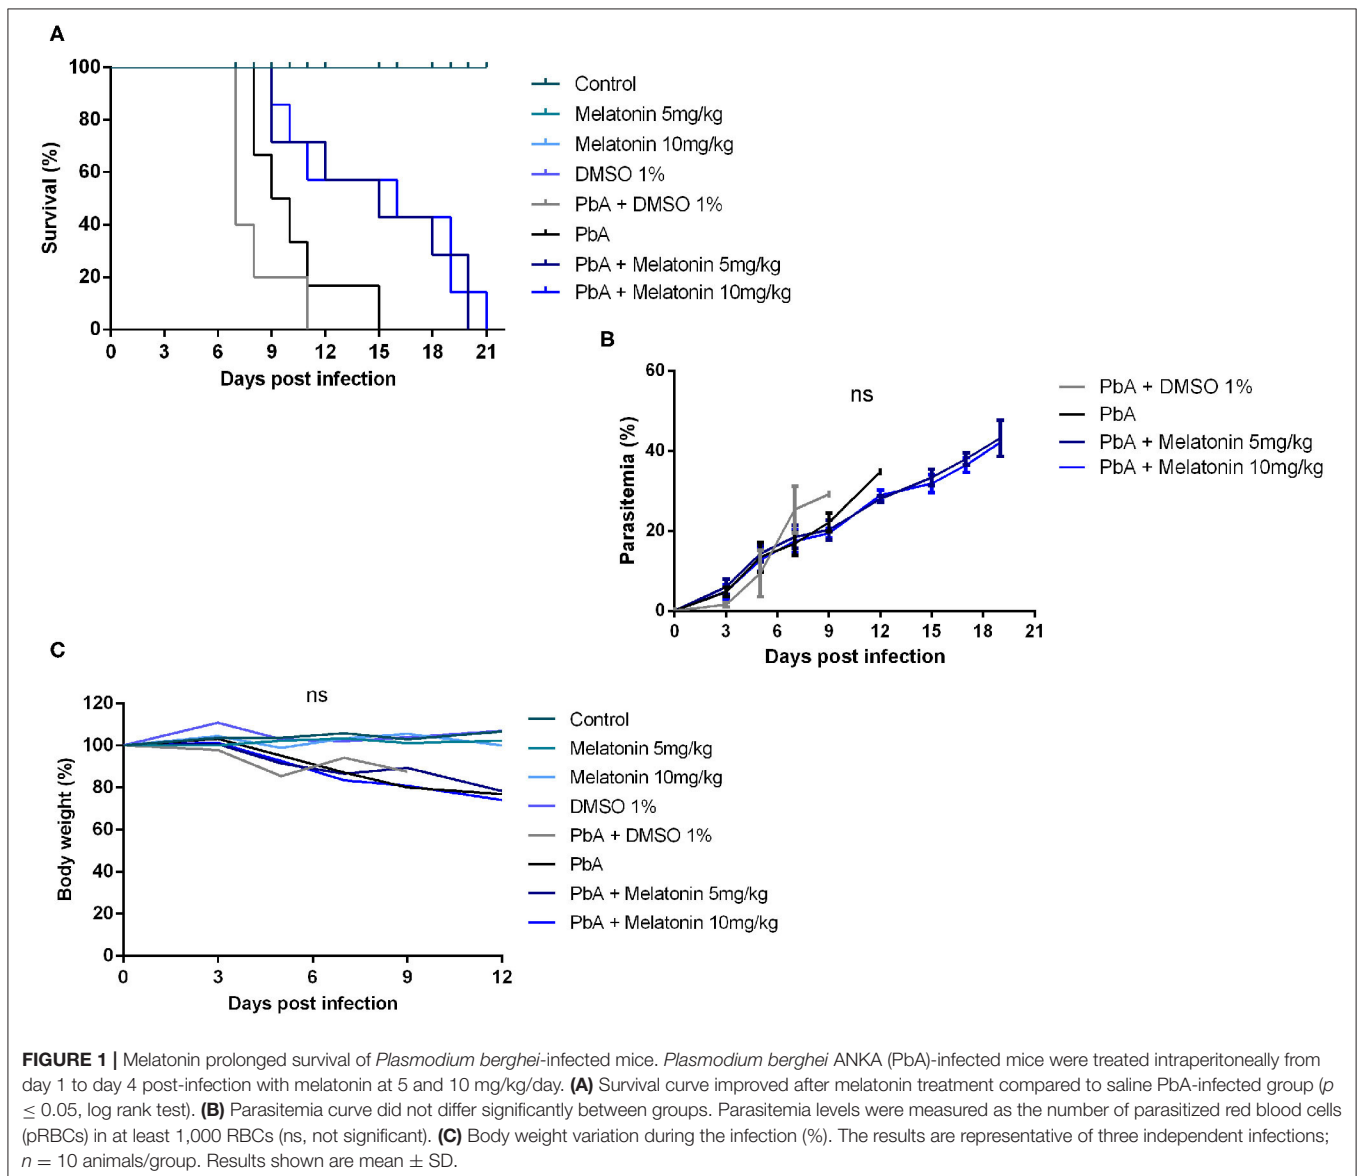 A
100
80
60
40
20
0
Survival (%)
0 3 6 9 12 15 18 21
Days post infection
Control
Melatonin 5mg/kg
Melatonin 10mg/kg
DMSO 1%
PbA + DMSO 1%
PbA
PbA + Melatonin 5mg/kg
PbA + Melatonin 10mg/kg
B
60
40
20
0
Parasitemia (%)
ns
0 3 6 9 12 15 18 21
Days post infection
PbA + DMSO 1%
PbA
PbA + Melatonin 5mg/kg
PbA + Melatonin 10mg/kg
C
120
100
80
60
40
20
0
Body weight (%)
ns
0 3 6 9 12
Days post infection
Control
Melatonin 5mg/kg
Melatonin 10mg/kg
DMSO 1%
PbA + DMSO 1%
PbA
PbA + Melatonin 5mg/kg
PbA + Melatonin 10mg/kg
FIGURE 1 | Melatonin prolonged survival of Plasmodium berghei-infected mice. Plasmodium berghei ANKA (PbA)-infected mice were treated intraperitoneally from
day 1 to day 4 post-infection with melatonin at 5 and 10 mg/kg/day. (A) Survival curve improved after melatonin treatment compared to saline PbA-infected group (p
≤ 0.05, log rank test). (B) Parasitemia curve did not differ significantly between groups. Parasitemia levels were measured as the number of parasitized red blood cells
(pRBCs) in at least 1,000 RBCs (ns, not significant). (C) Body weight variation during the infection (%). The results are representative of three independent infections;
n = 10 animals/group. Results shown are mean ± SD.